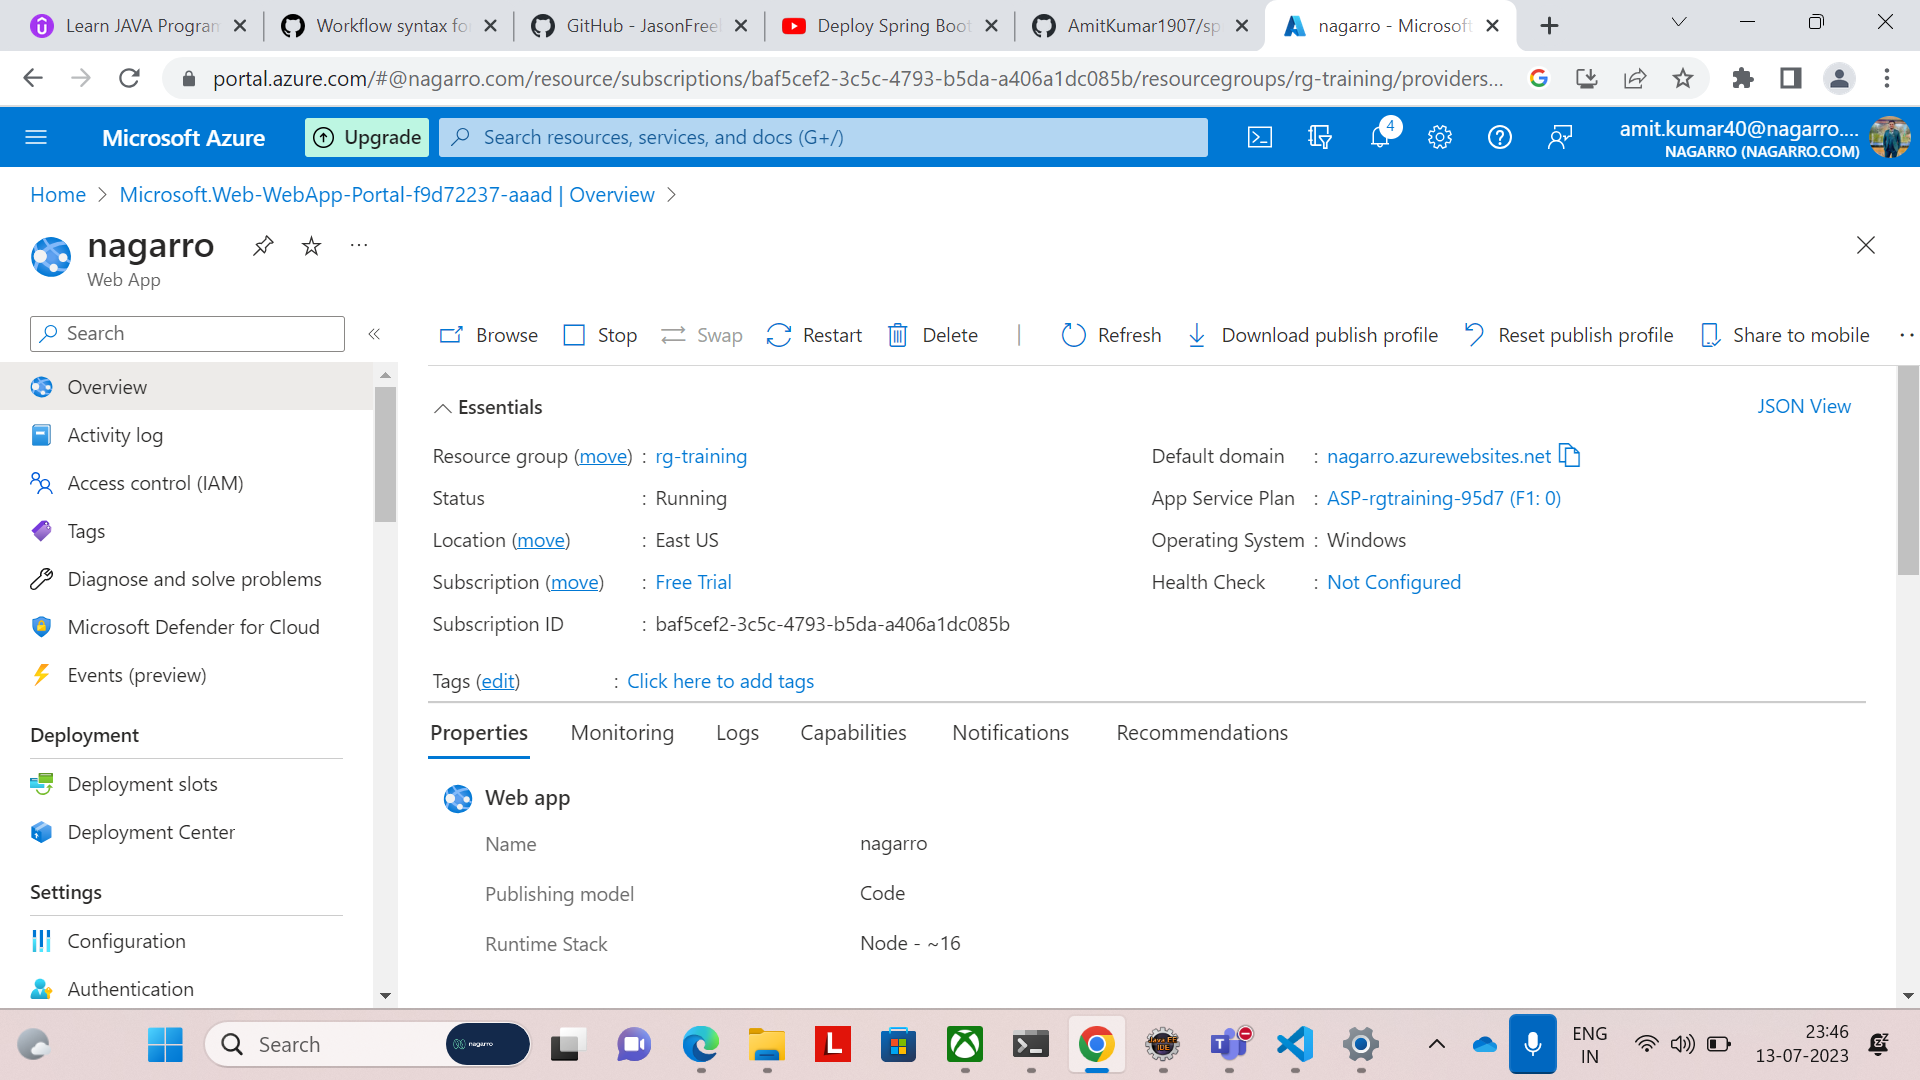 Learn JAVA Program
Workflow syntax fo
GitHub - JasonFreel
Deploy Spring Boot
AmitKumar1907/sp
nagarro - Microsoft
portal.azure.com/#@nagarro.com/resource/subscriptions/baf5cef2-3c5c-4793-b5da-a406a1dc085b/resourcegroups/rg-training/providers...
Microsoft Azure
Upgrade
Search resources, services, and docs (G+/)
4
amit.kumar40@nagarro....
NAGARRO (NAGARRO.COM)
Home > Microsoft.Web-WebApp-Portal-f9d72237-aaad | Overview >
nagarro
Web App
Search
Browse
Stop
Swap
Restart
Delete
Refresh
Download publish profile
Reset publish profile
Share to mobile
Overview
Activity log
Access control (IAM)
Tags
Diagnose and solve problems
Microsoft Defender for Cloud
Events (preview)
Deployment
Deployment slots
Deployment Center
Settings
Configuration
Authentication
Essentials
JSON View
Resource group (move) : rg-training
Status : Running
Location (move) : East US
Subscription (move) : Free Trial
Subscription ID : baf5cef2-3c5c-4793-b5da-a406a1dc085b
Default domain : nagarro.azurewebsites.net
App Service Plan : ASP-rgtraining-95d7 (F1: 0)
Operating System : Windows
Health Check : Not Configured
Tags (edit) : Click here to add tags
Properties
Monitoring
Logs
Capabilities
Notifications
Recommendations
Web app
Name nagarro
Publishing model Code
Runtime Stack Node - ~16
Search
nagarro
L
JAVA EE
IDE
ENG
IN
23:46
13-07-2023